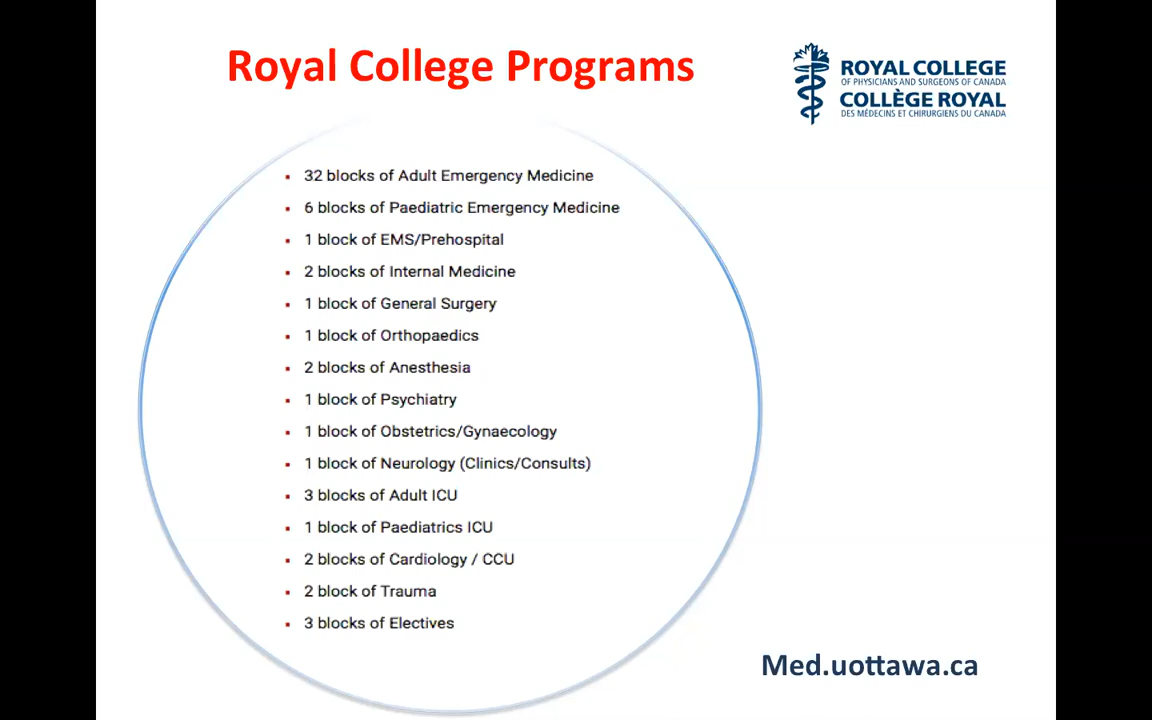 Royal College Programs
ROYAL COLLEGE
OF PHYSICIANS AND SURGEONS OF CANADA
COLLÈGE ROYAL
DES MÉDECINS ET CHIRURGIENS DU CANADA
32 blocks of Adult Emergency Medicine
6 blocks of Paediatric Emergency Medicine
1 block of EMS/Prehospital
2 blocks of Internal Medicine
1 block of General Surgery
1 block of Orthopaedics
2 blocks of Anesthesia
1 block of Psychiatry
1 block of Obstetrics/Gynaecology
1 block of Neurology (Clinics/Consults)
3 blocks of Adult ICU
1 block of Paediatrics ICU
2 blocks of Cardiology / CCU
2 block of Trauma
3 blocks of Electives
Med.uottawa.ca